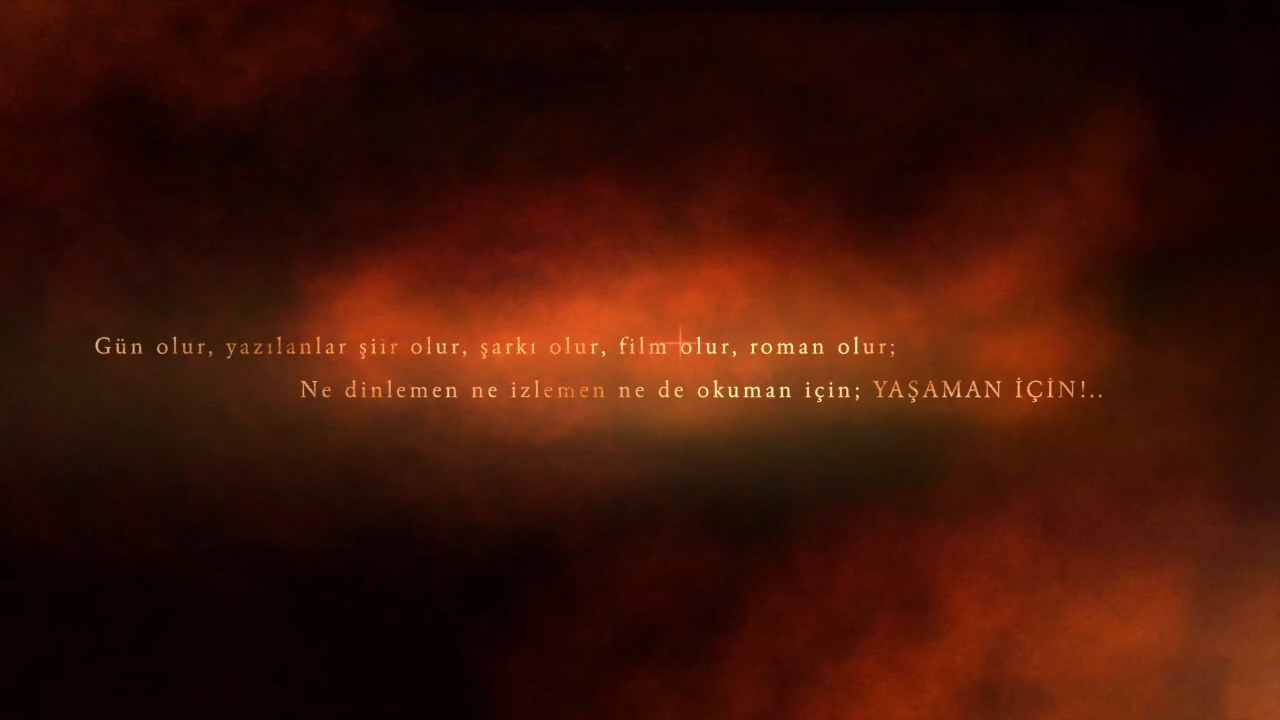 Gün olur, yazılanlar şiir olur, şarkı olur, film olur, roman olur;
Ne dinlemen ne izlemen ne de okuman için; YAŞAMAN İÇİN!..